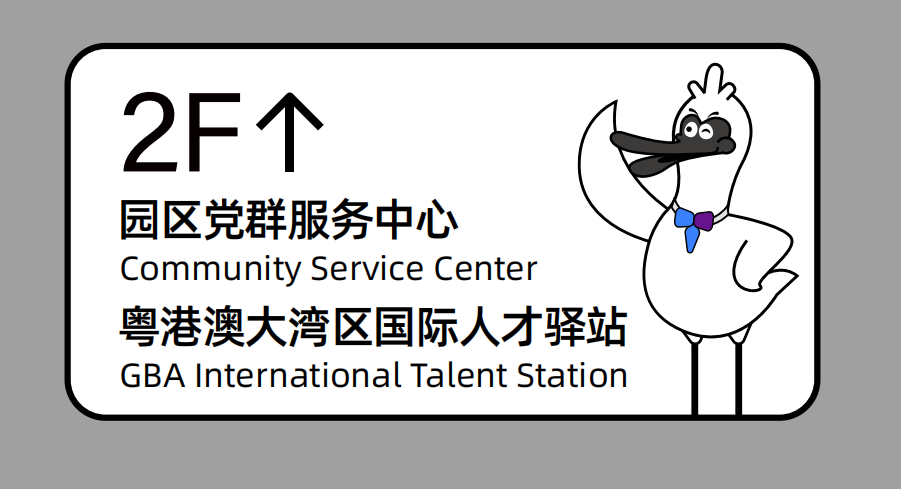 2F↑
园区党群服务中心
Community Service Center
粤港澳大湾区国际人才驿站
GBA International Talent Station